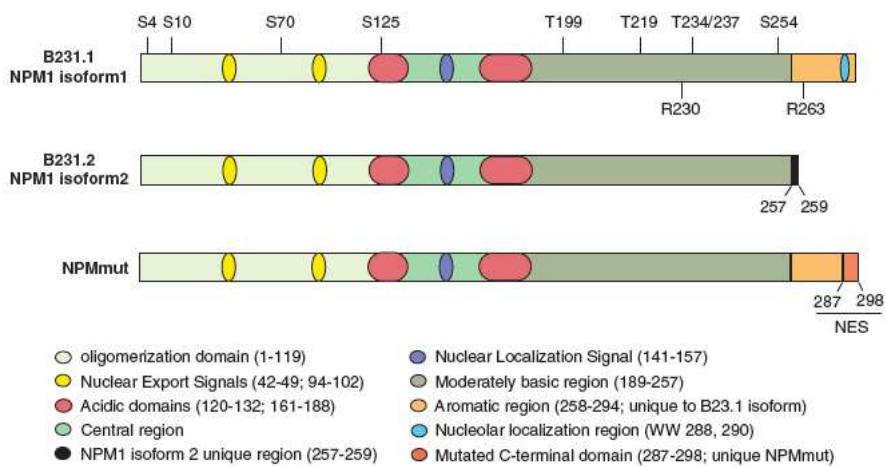 S4 S10 S70 S125 T199 T219 T234/237 S254
B231.1
NPM1 isoform1
R230 R263
B231.2
NPM1 isoform2
257 259
NPMmut
287 298
NES
oligomerization domain (1-119)
Nuclear Export Signals (42-49; 94-102)
Acidic domains (120-132; 161-188)
Central region
NPM1 isoform 2 unique region (257-259)
Nuclear Localization Signal (141-157)
Moderately basic region (189-257)
Aromatic region (258-294; unique to B23.1 isoform)
Nucleolar localization region (WW 288, 290)
Mutated C-terminal domain (287-298; unique NPMmut)